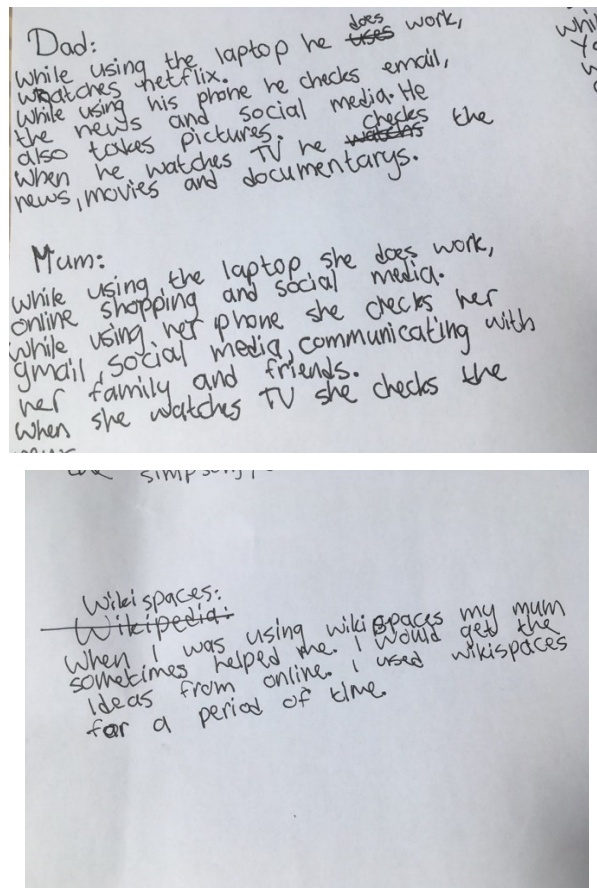 Dad:
While using the laptop he does work,
watches netflix.
While using his phone he checks email,
the news and social media. He
also takes pictures.
When he watches TV he checks the
news, movies and documentarys.
Mum:
While using the laptop she does work,
online shopping and social media.
While using her phone she checks her
gmail, social media, communicating with
her family and friends.
When she watches TV she checks the
Wikispaces:
Wikipedia:
When I was using wikispaces my mum
sometimes helped me. I would get the
ideas from online. I used wikispaces
for a period of time.